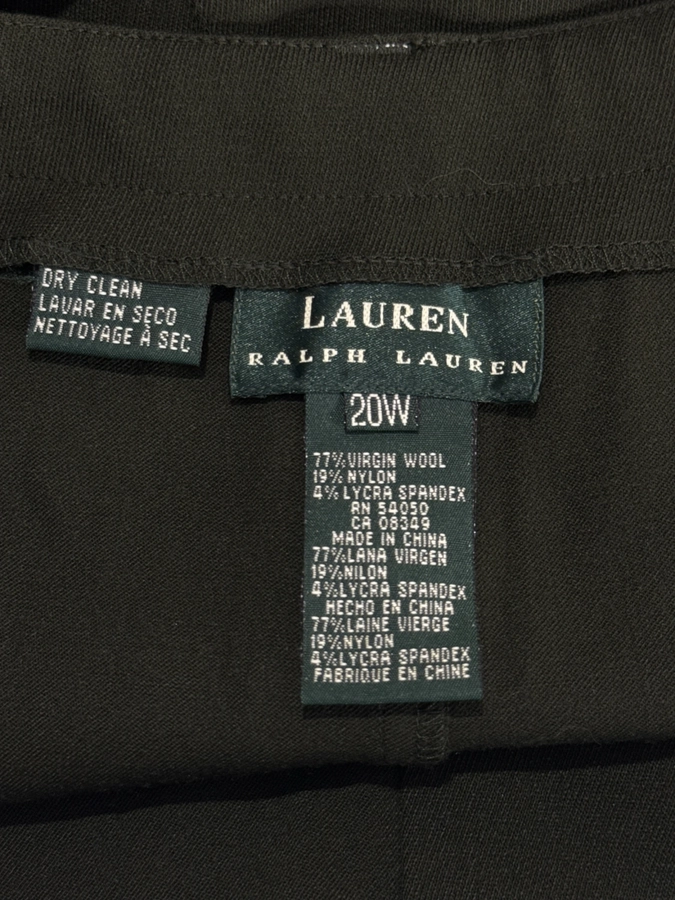 DRY CLEAN
LAVAR EN SECO
NETTOYAGE À SEC
LAUREN
RALPH LAUREN
20W
77%VIRGIN WOOL
19%NYLON
4%LYCRA SPANDEX
RN 54050
CA 08349
MADE IN CHINA
77%LANA VIRGEN
19%NILON
4%LYCRA SPANDEX
HECHO EN CHINA
77%LAINE VIERGE
19%NYLON
4%LYCRA SPANDEX
FABRIQUE EN CHINE